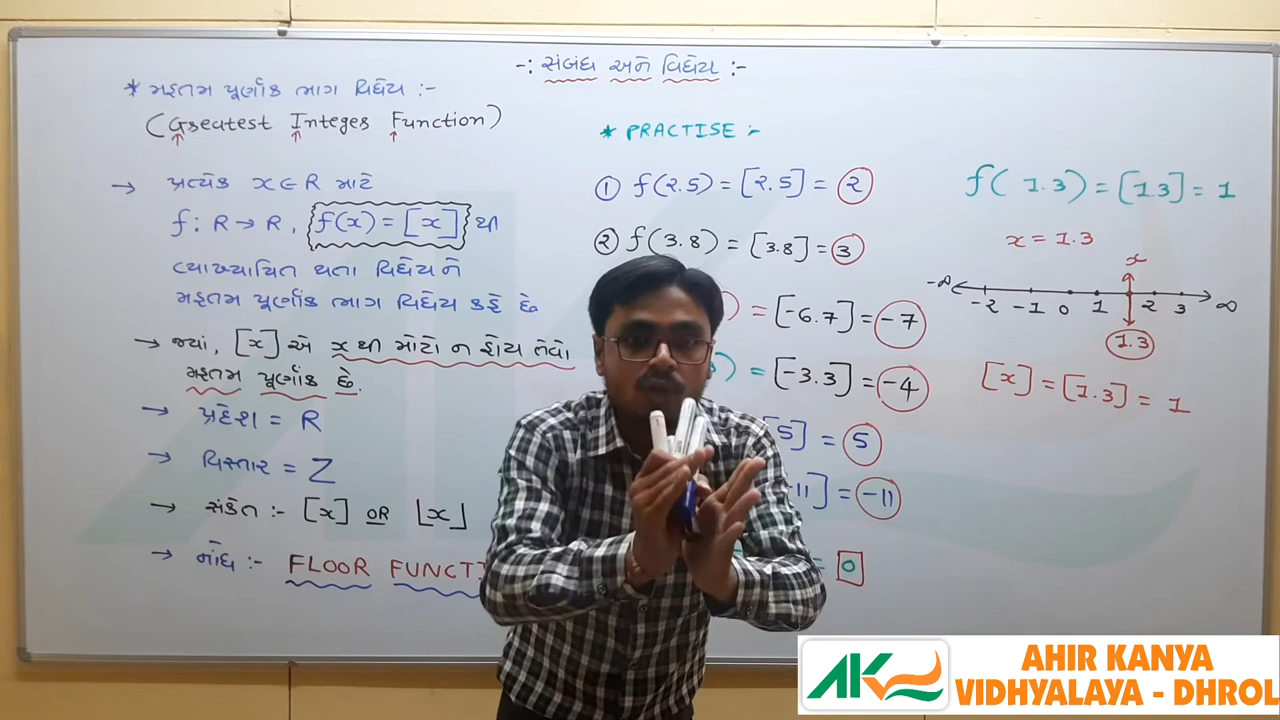 -: સંબંધ અને વિધેય :-
* મહત્તમ પૂર્ણાંક ભાગ વિધેય :-
(Greatest Integer Function)
→ પ્રત્યેક x∈R માટે
f: R → R, f(x) = [x] થી
વ્યાખ્યાયિત થતા વિધેય ને
મહત્તમ પૂર્ણાંક ભાગ વિધેય કહે છે
→ જ્યાં, [x] એ x થી મોટો ન હોય તેવો
મહત્તમ પૂર્ણાંક છે.
→ પ્રદેશ = R
→ વિસ્તાર = Z
→ સંકેત :- [x] OR ⌊x⌋
→ નોંધ :- FLOOR FUNCT
* PRACTISE :-
① f(2.5) = [2.5] = 2
② f(3.8) = [3.8] = 3
) = [-6.7] = -7
) = [-3.3] = -4
[5] = 5
-11] = -11
= 0
f( 1.3) = [1.3] = 1
x = 1.3
x
-∞ -2 -1 0 1 2 3 ∞
1.3
[x] = [1.3] = 1
AK
AHIR KANYA
VIDHYALAYA - DHROL